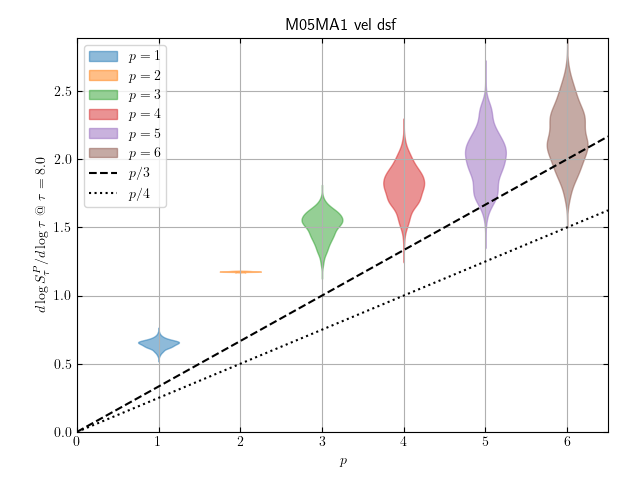 M05MA1 vel dsf
p = 1
p = 2
p = 3
p = 4
p = 5
p = 6
p/3
p/4
d log S_τ^P / d log τ @ τ = 8.0
2.5
2.0
1.5
1.0
0.5
0.0
0 1 2 3 4 5 6
p